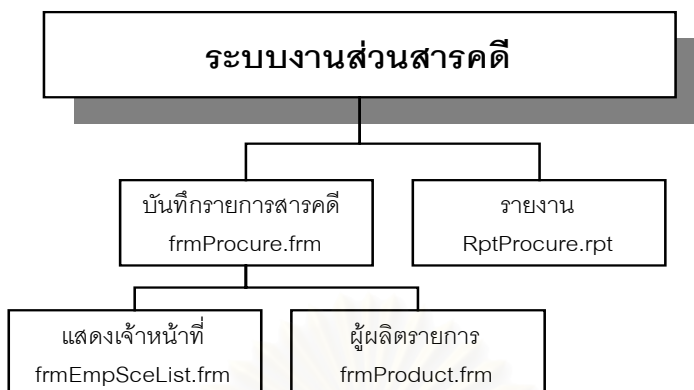 ระบบงานส่วนสารคดี
บันทึกรายการสารคดี
frmProcure.frm
รายงาน
RptProcure.rpt
แสดงเจ้าหน้าที่
frmEmpSceList.frm
ผู้ผลิตรายการ
frmProduct.frm